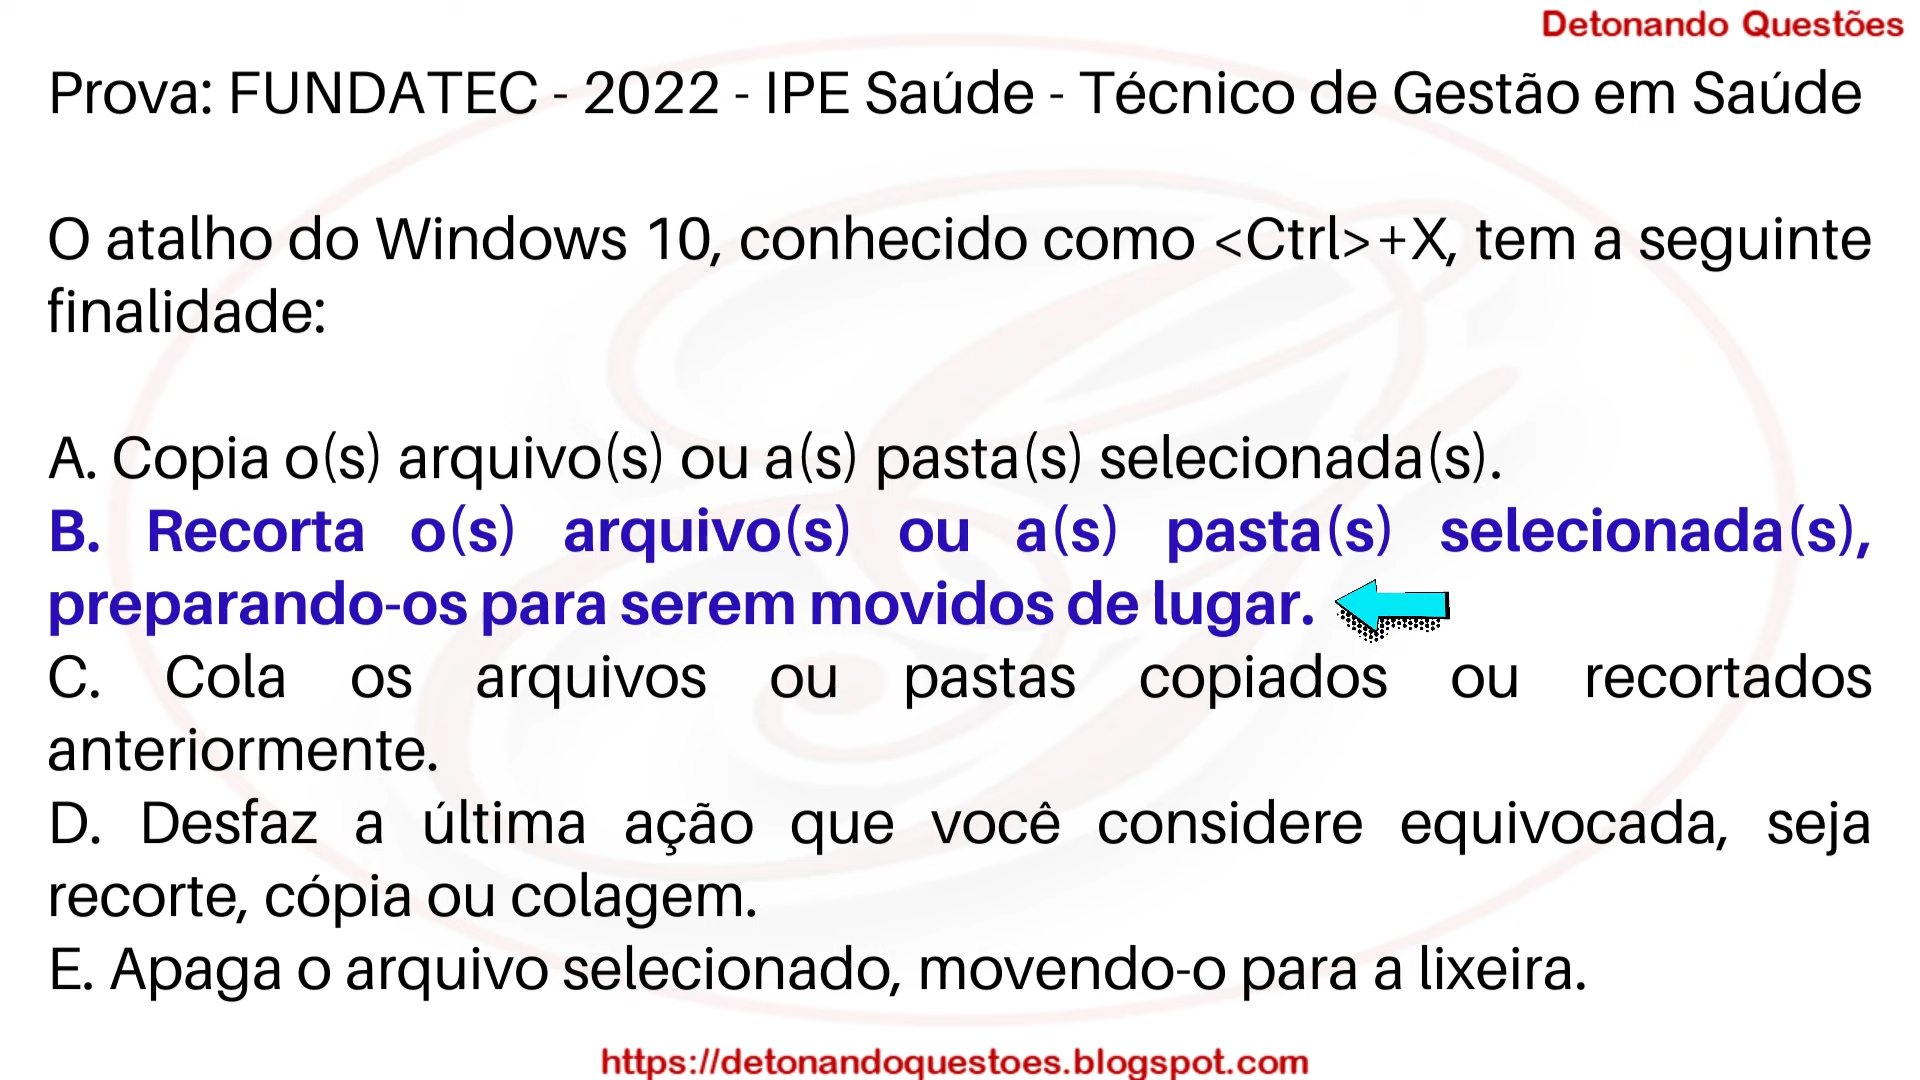 Detonando Questões
Prova: FUNDATEC - 2022 - IPE Saúde - Técnico de Gestão em Saúde
O atalho do Windows 10, conhecido como <Ctrl>+X, tem a seguinte
finalidade:
A. Copia o(s) arquivo(s) ou a(s) pasta(s) selecionada(s).
B. Recorta o(s) arquivo(s) ou a(s) pasta(s) selecionada(s),
preparando-os para serem movidos de lugar.
C. Cola os arquivos ou pastas copiados ou recortados
anteriormente.
D. Desfaz a última ação que você considere equivocada, seja
recorte, cópia ou colagem.
E. Apaga o arquivo selecionado, movendo-o para a lixeira.
https://detonandoquestoes.blogspot.com